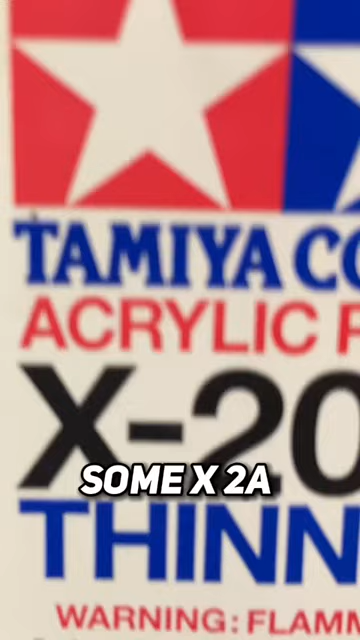 TAMIYA CO
ACRYLIC P
X-20
SOME X 2A
THINN
WARNING: FLAMM